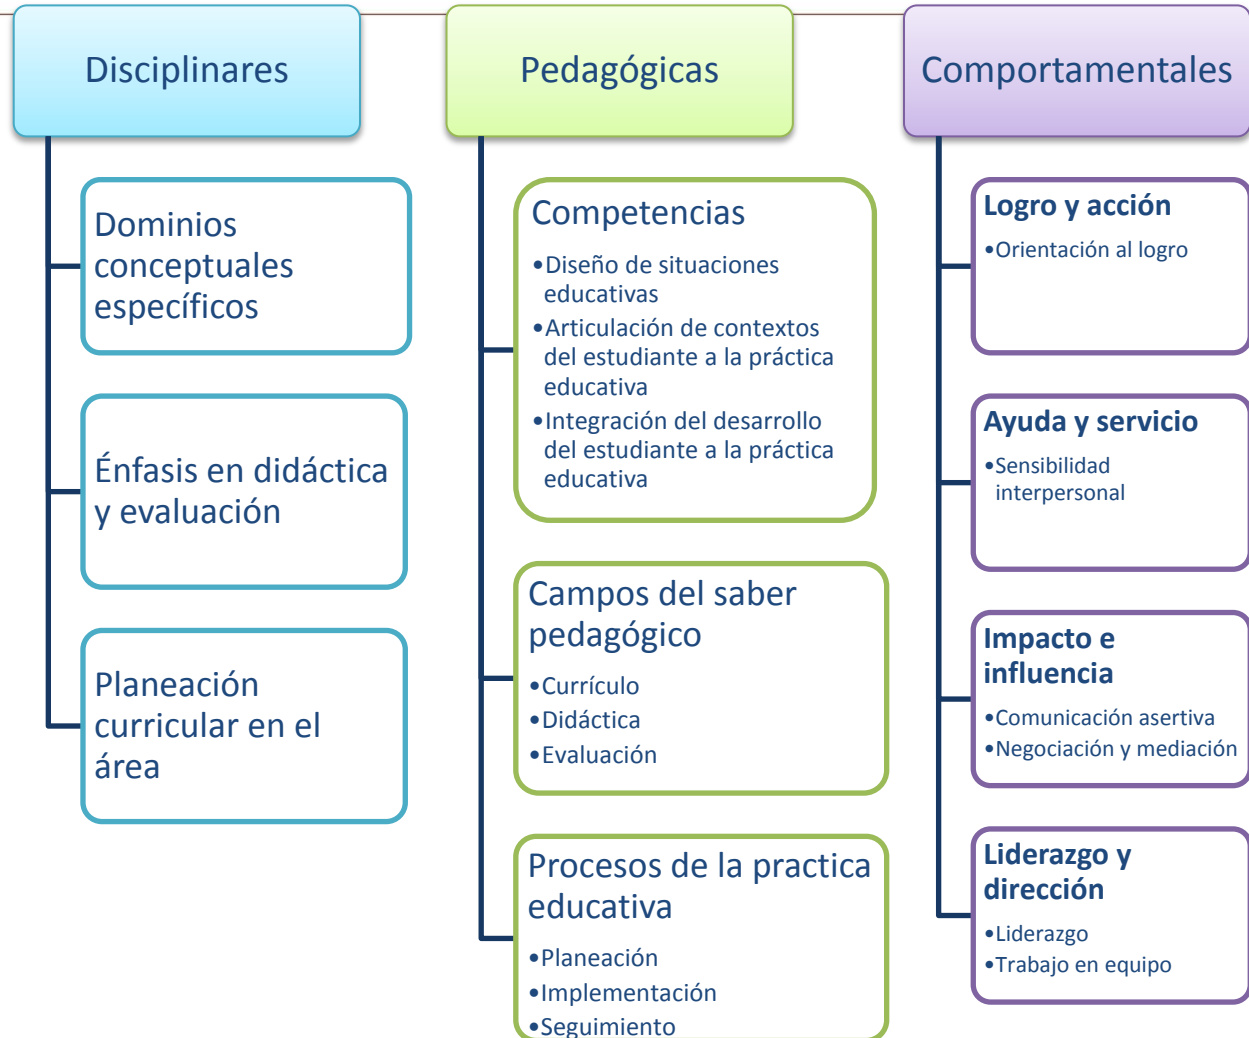 Disciplinares
Dominios
conceptuales
específicos
Énfasis en didáctica
y evaluación
Planeación
curricular en el
área
Pedagógicas
Competencias
•Diseño de situaciones
educativas
•Articulación de contextos
del estudiante a la práctica
educativa
•Integración del desarrollo
del estudiante a la práctica
educativa
Campos del saber
pedagógico
•Currículo
•Didáctica
•Evaluación
Procesos de la practica
educativa
•Planeación
•Implementación
•Seguimiento
Comportamentales
Logro y acción
•Orientación al logro
Ayuda y servicio
•Sensibilidad
interpersonal
Impacto e
influencia
•Comunicación asertiva
•Negociación y mediación
Liderazgo y
dirección
•Liderazgo
•Trabajo en equipo